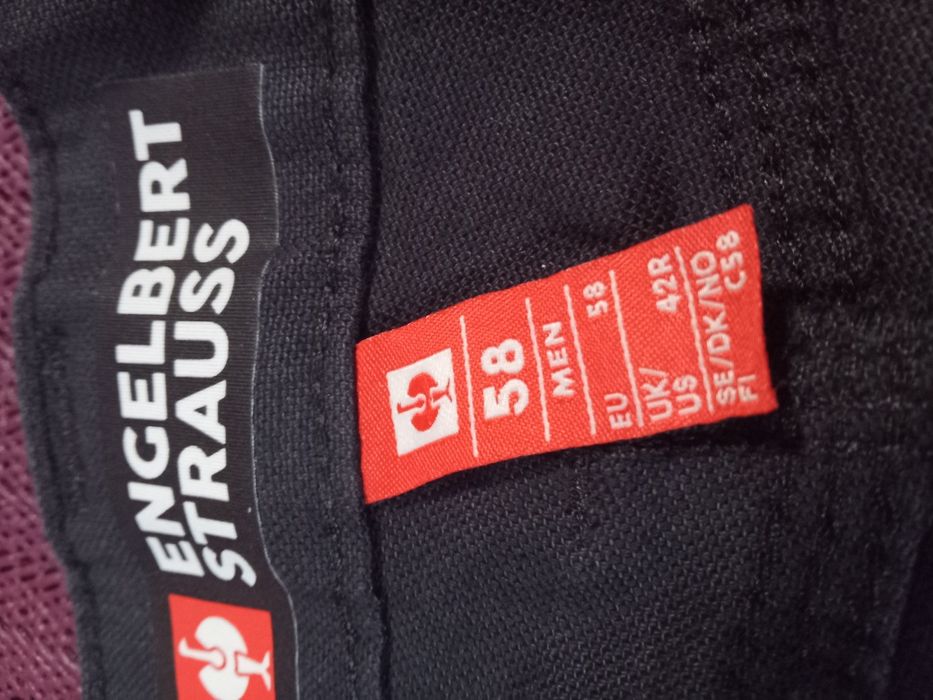 ENGELBERT
STRAUSS
58
MEN
EU 58
UK/ 42R
US
SE/DK/NO
FI C58